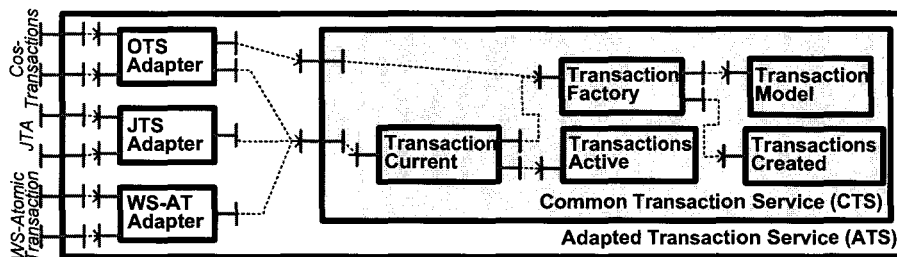 Cos-
Transactions
JTA
WS-Atomic
Transaction
OTS
Adapter
JTS
Adapter
WS-AT
Adapter
Transaction
Current
Transaction
Factory
Transactions
Active
Transaction
Model
Transactions
Created
Common Transaction Service (CTS)
Adapted Transaction Service (ATS)